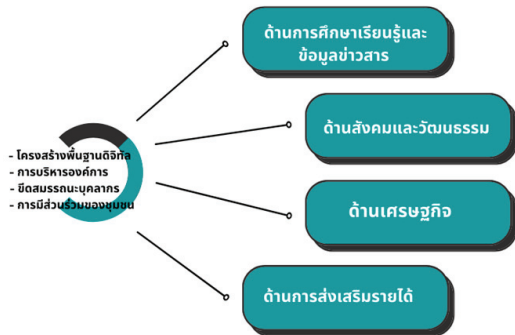 ด้านการศึกษาเรียนรู้และ
ข้อมูลข่าวสาร
ด้านสังคมและวัฒนธรรม
- โครงสร้างพื้นฐานดิจิทัล
- การบริหารองค์การ
- ขีดสมรรถนะบุคลากร
- การมีส่วนร่วมของชุมชน
ด้านเศรษฐกิจ
ด้านการส่งเสริมรายได้